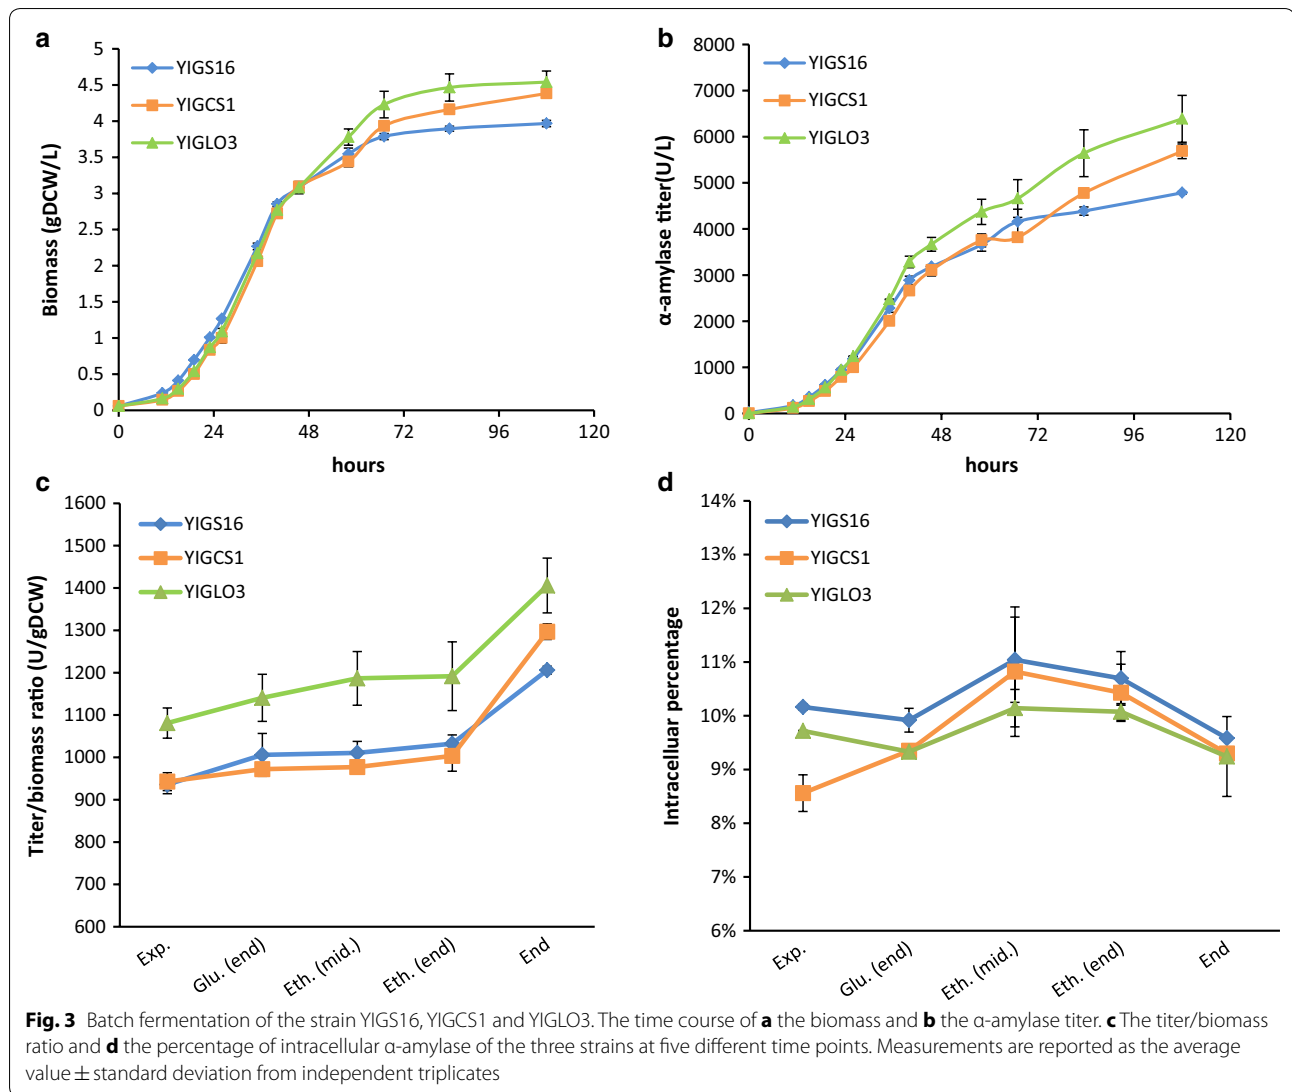 a
5
4.5
4
3.5
3
2.5
2
1.5
1
0.5
0
Biomass (gDCW/L)
YIGS16
YIGCS1
YIGLO3
0 24 48 72 96 120
hours
b
8000
7000
6000
5000
4000
3000
2000
1000
0
α-amylase titer(U/L)
YIGS16
YIGCS1
YIGLO3
0 24 48 72 96 120
hours
c
1600
1500
1400
1300
1200
1100
1000
900
800
700
600
Titer/biomass ratio (U/gDCW)
YIGS16
YIGCS1
YIGLO3
Exp. Glu. (end) Eth. (mid.) Eth. (end) End
d
14%
13%
12%
11%
10%
9%
8%
7%
6%
Intracelluar percentage
YIGS16
YIGCS1
YIGLO3
Exp. Glu. (end) Eth. (mid.) Eth. (end) End
Fig. 3 Batch fermentation of the strain YIGS16, YIGCS1 and YIGLO3. The time course of a the biomass and b the α-amylase titer. c The titer/biomass
ratio and d the percentage of intracellular α-amylase of the three strains at five different time points. Measurements are reported as the average
value ± standard deviation from independent triplicates